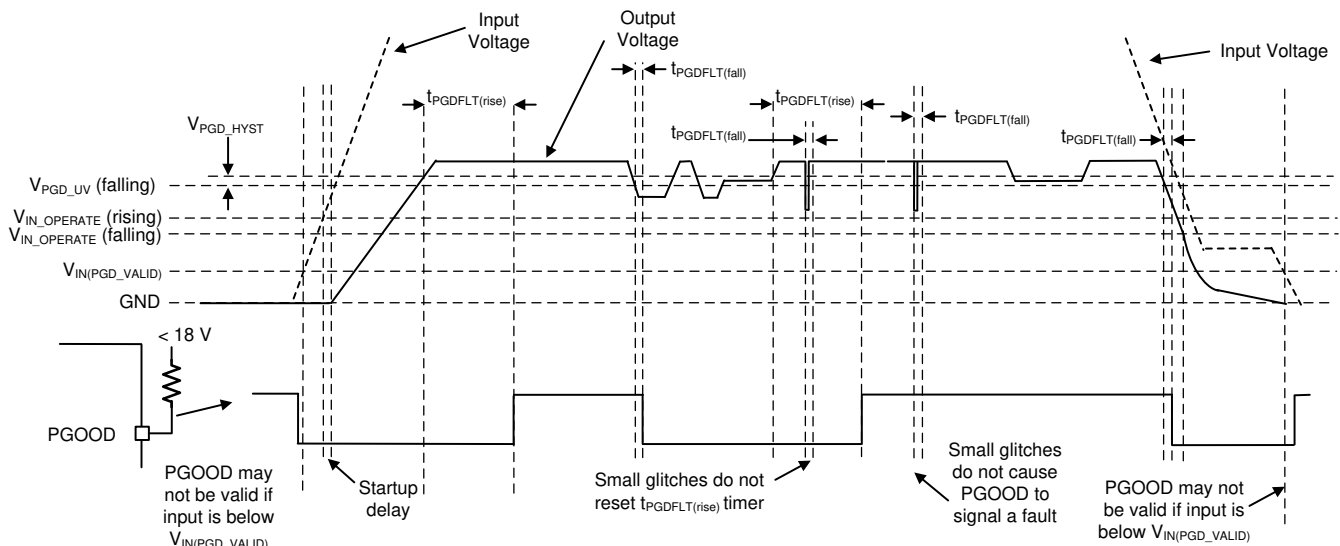 Input
Voltage
Output
Voltage
Input Voltage
tPGDFLT(fall)
tPGDFLT(rise)
tPGDFLT(rise)
tPGDFLT(fall)
tPGDFLT(fall)
tPGDFLT(fall)
VPGD_HYST
VPGD_UV (falling)
VIN_OPERATE (rising)
VIN_OPERATE (falling)
VIN(PGD_VALID)
GND
< 18 V
PGOOD
PGOOD may
not be valid if
input is below
VIN(PGD_VALID)
Startup
delay
Small glitches do not
reset tPGDFLT(rise) timer
Small glitches
do not cause
PGOOD to
signal a fault
PGOOD may not
be valid if input is
below VIN(PGD_VALID)